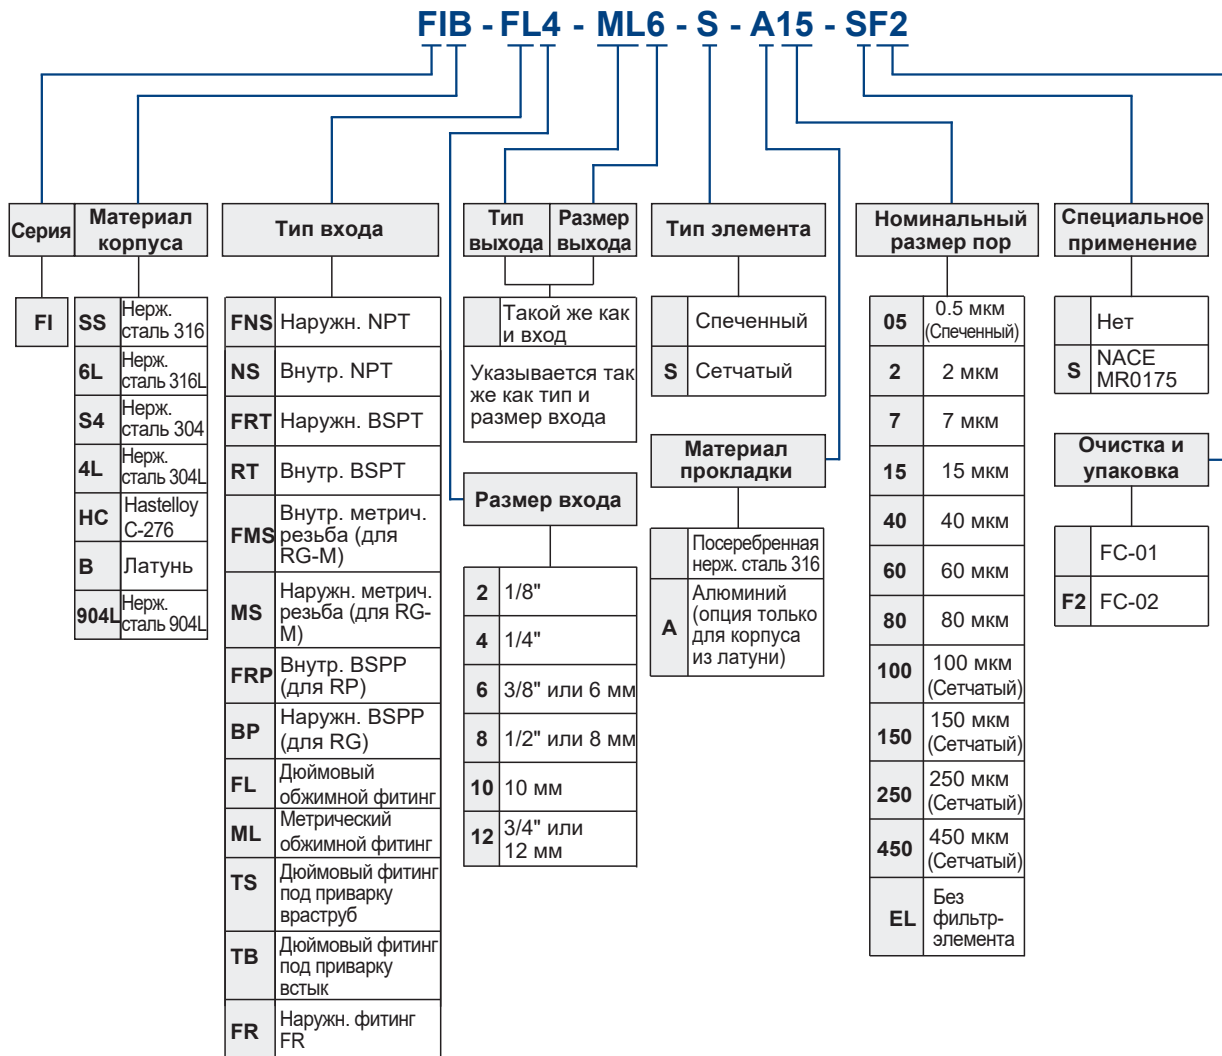 FIB - FL4 - ML6 - S - A15 - SF2
Серия
Материал
корпуса
FI
SS
Нерж.
сталь 316
6L
Нерж.
сталь 316L
S4
Нерж.
сталь 304
4L
Нерж.
сталь 304L
HC
Hastelloy
C-276
B
Латунь
904L
Нерж.
сталь 904L
Тип входа
FNS
Наружн. NPT
NS
Внутр. NPT
FRT
Наружн. BSPT
RT
Внутр. BSPT
FMS
Внутр. метрич.
резьба (для
RG-M)
MS
Наружн. метрич.
резьба (для RG-
M)
FRP
Внутр. BSPP
(для RP)
BP
Наружн. BSPP
(для RG)
FL
Дюймовый
обжимной фитинг
ML
Метрический
обжимной фитинг
TS
Дюймовый фитинг
под приварку
враструб
TB
Дюймовый фитинг
под приварку
встык
FR
Наружн. фитинг
FR
Тип
выхода
Размер
выхода
Такой же как
и вход
Указывается так
же как тип и
размер входа
Размер входа
2
1/8"
4
1/4"
6
3/8" или 6 мм
8
1/2" или 8 мм
10
10 мм
12
3/4" или
12 мм
Тип элемента
Спеченный
S
Сетчатый
Материал
прокладки
Посеребренная
нерж. сталь 316
A
Алюминий
(опция только
для корпуса
из латуни)
Номинальный
размер пор
05
0.5 мкм
(Спеченный)
2
2 мкм
7
7 мкм
15
15 мкм
40
40 мкм
60
60 мкм
80
80 мкм
100
100 мкм
(Сетчатый)
150
150 мкм
(Сетчатый)
250
250 мкм
(Сетчатый)
450
450 мкм
(Сетчатый)
EL
Без
фильтр-
элемента
Специальное
применение
Нет
S
NACE
MR0175
Очистка и
упаковка
FC-01
F2
FC-02